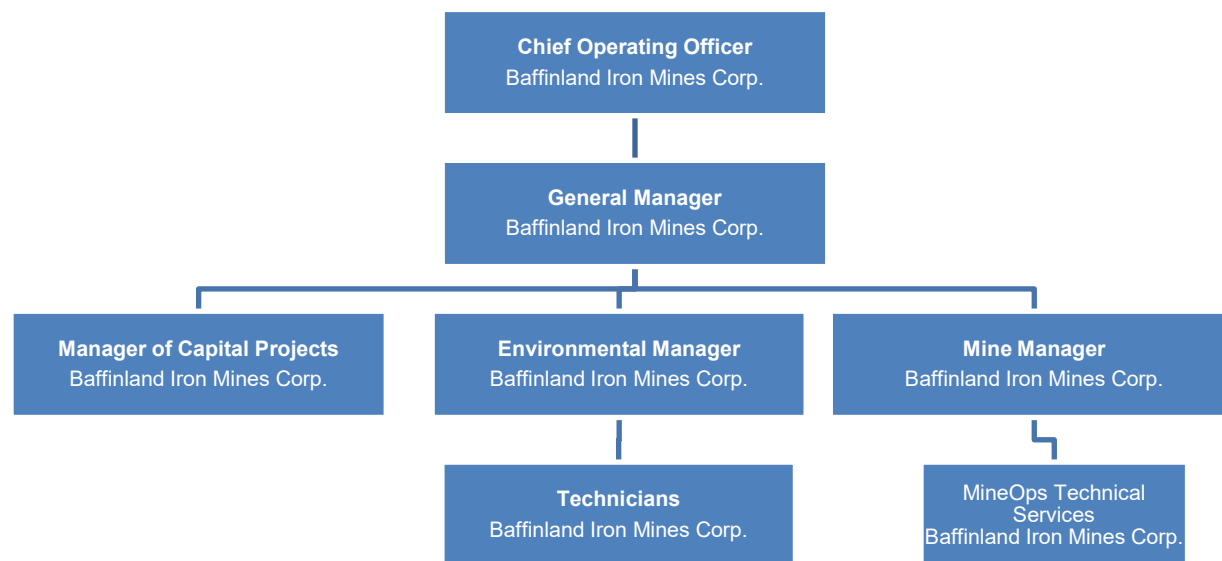 Chief Operating Officer
Baffinland Iron Mines Corp.
General Manager
Baffinland Iron Mines Corp.
Manager of Capital Projects
Baffinland Iron Mines Corp.
Environmental Manager
Baffinland Iron Mines Corp.
Mine Manager
Baffinland Iron Mines Corp.
Technicians
Baffinland Iron Mines Corp.
MineOps Technical
Services
Baffinland Iron Mines Corp.